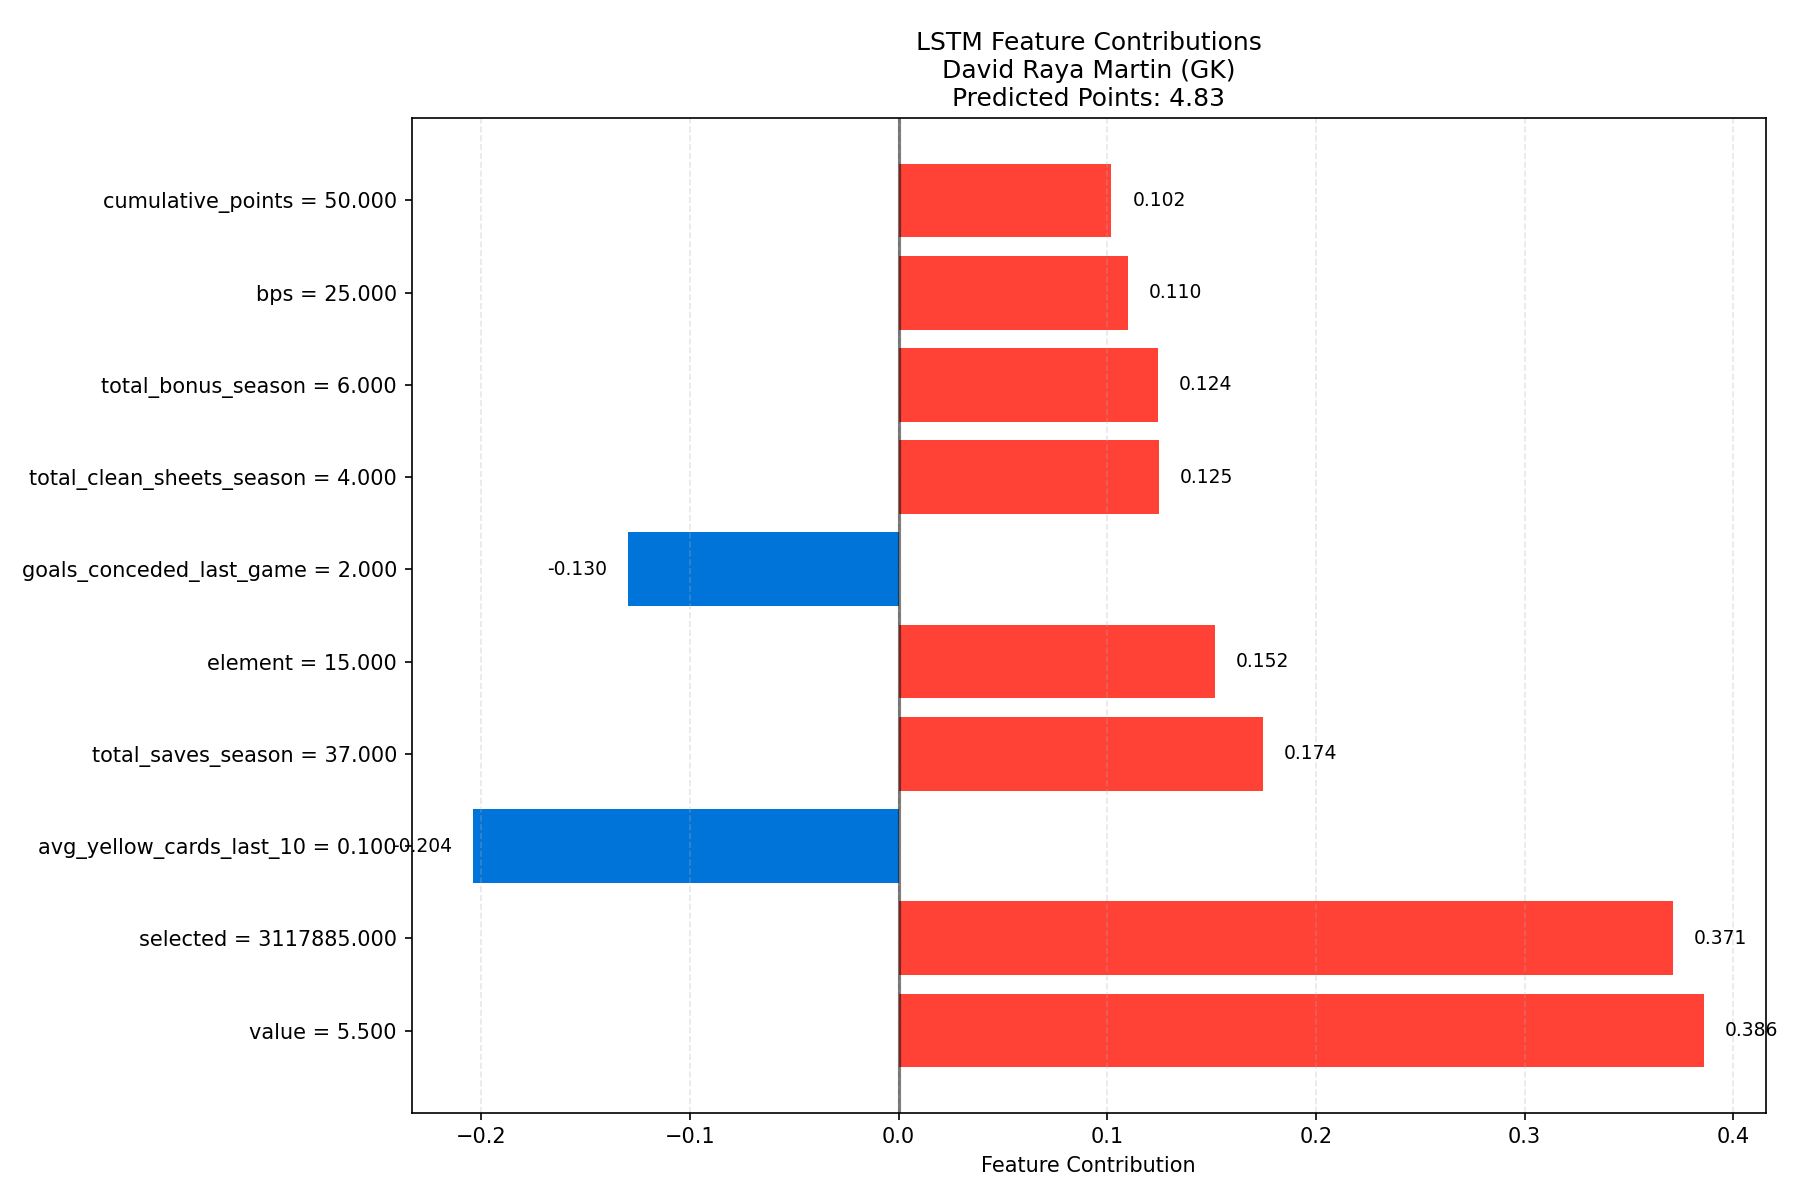 LSTM Feature Contributions
David Raya Martin (GK)
Predicted Points: 4.83
cumulative_points = 50.000
0.102
bps = 25.000
0.110
total_bonus_season = 6.000
0.124
total_clean_sheets_season = 4.000
0.125
goals_conceded_last_game = 2.000
-0.130
element = 15.000
0.152
total_saves_season = 37.000
0.174
avg_yellow_cards_last_10 = 0.100
-0.204
selected = 3117885.000
0.371
value = 5.500
0.386
−0.2 −0.1 0.0 0.1 0.2 0.3 0.4
Feature Contribution